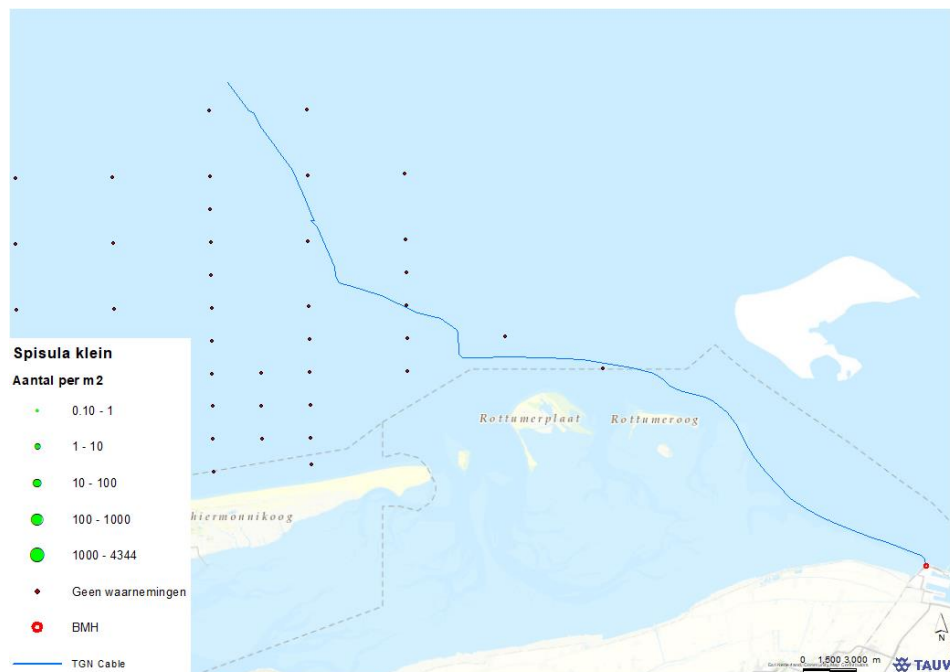 Rottumerplaat
Rottumeroog
hiermonnikoog
Spisula klein
Aantal per m2
0.10 - 1
1 - 10
10 - 100
100 - 1000
1000 - 4344
Geen waarnemingen
BMH
TGN Cable
0 1.500 3.000 m
TAUW